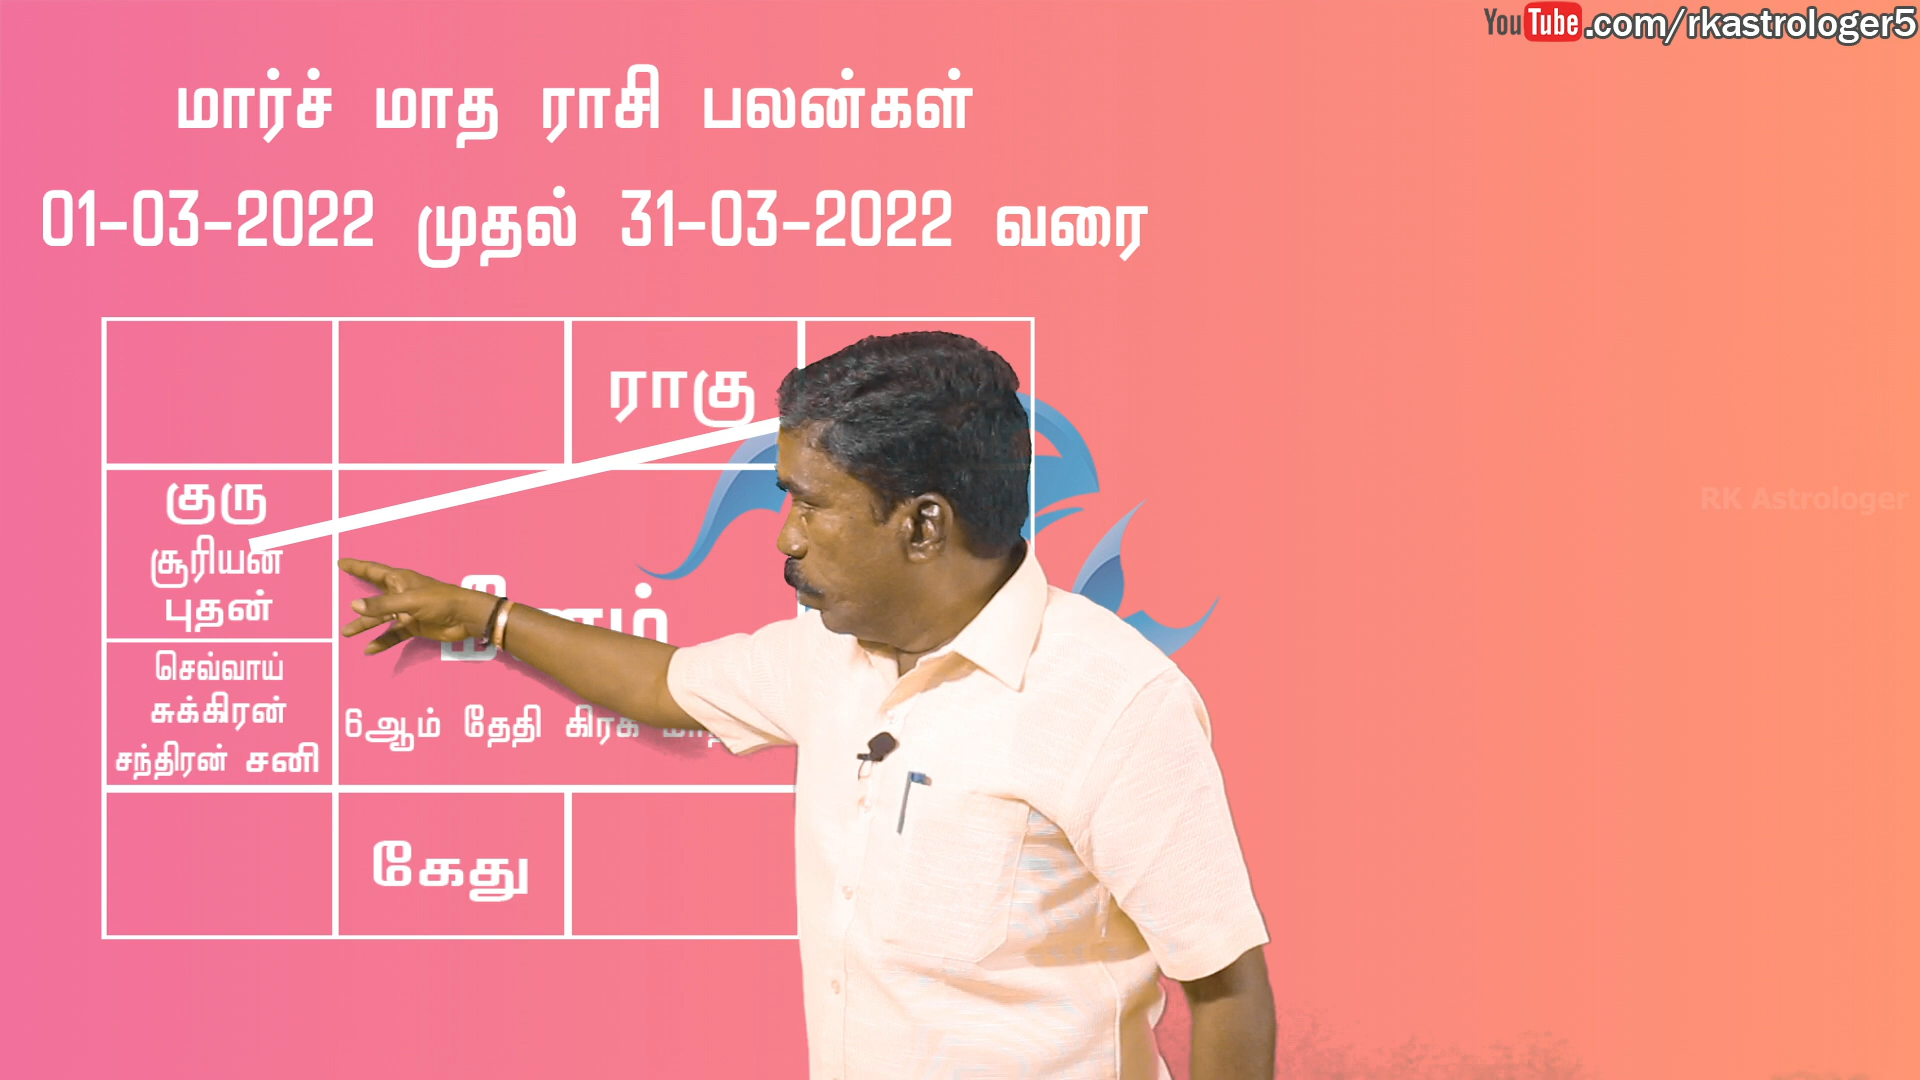 YouTube.com/rkastrologer5
மார்ச் மாத ராசி பலன்கள்
01-03-2022 முதல் 31-03-2022 வரை
ராகு
குரு
சூரியன்
புதன்
RK Astrologer
செவ்வாய்
சுக்கிரன்
சந்திரன் சனி
6ஆம் தேதி கிரக
கேது